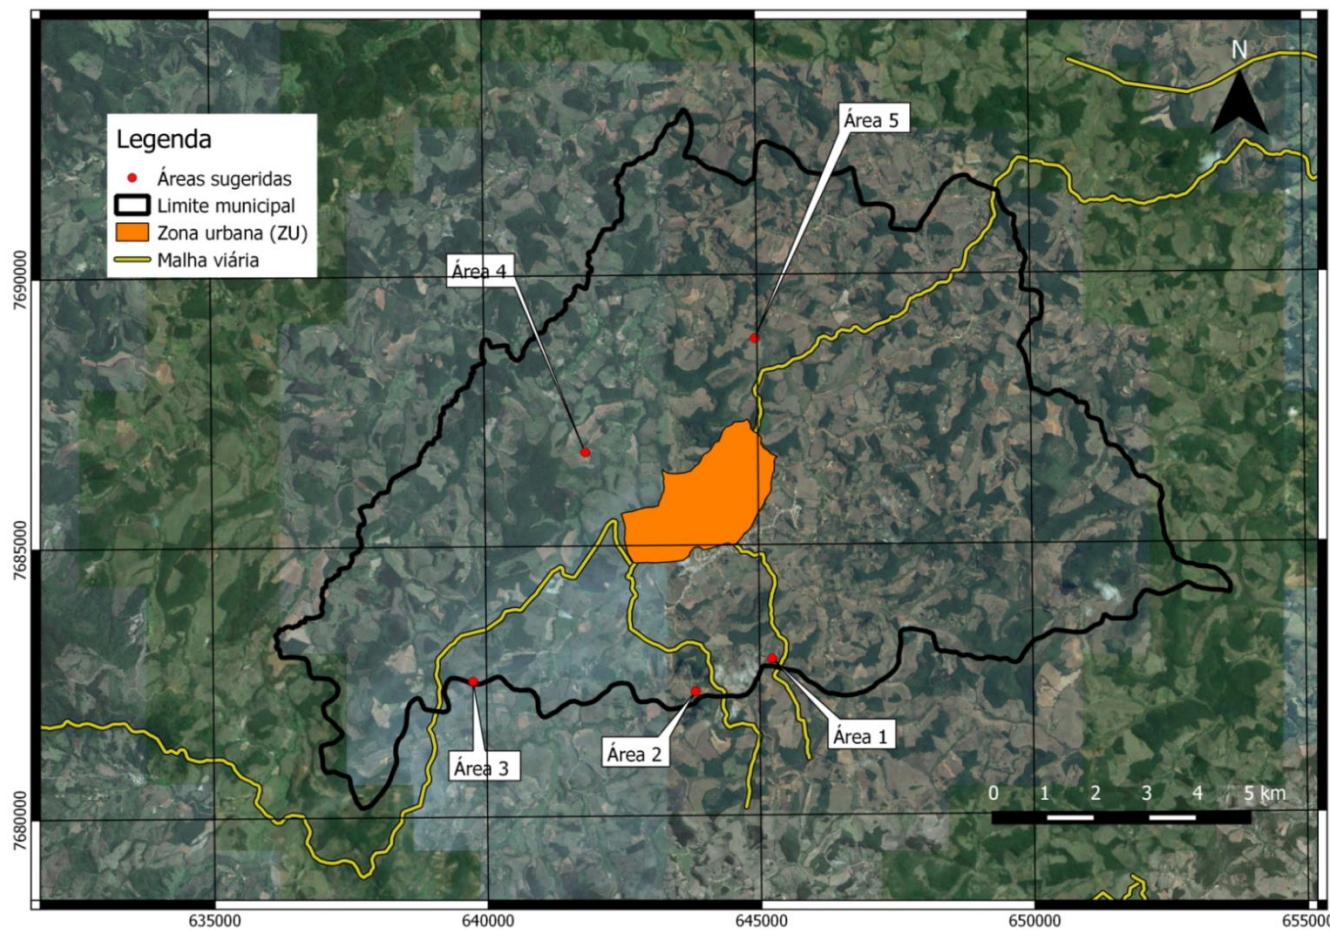 N
Área 5
Legenda
Áreas sugeridas
Limite municipal
Zona urbana (ZU)
Malha viária
Área 4
7690000
7685000
Área 1
Área 2
Área 3
0 1 2 3 4 5 km
7680000
635000 640000 645000 650000 655000